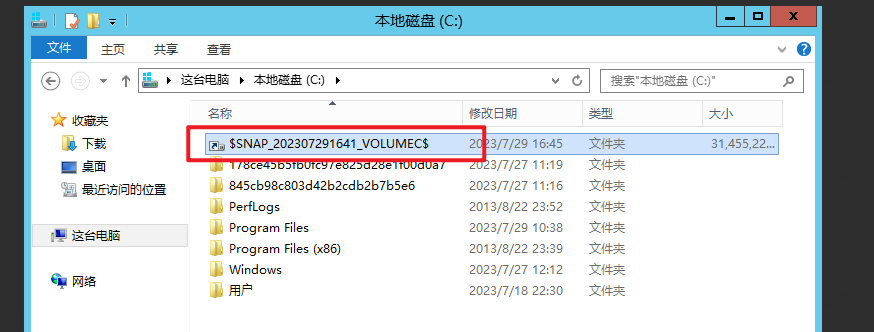 本地磁盘 (C:)
文件 主页 共享 查看
这台电脑 本地磁盘 (C:) 搜索"本地磁盘 (C:)"
名称 修改日期 类型 大小
收藏夹
下载
桌面
最近访问的位置
这台电脑
网络
$SNAP_202307291641_VOLUMEC$ 2023/7/29 16:45 文件夹 31,455,22...
178ce45b5fb0fc97e825d28e1f00d0a7 2023/7/27 11:19 文件夹
845cb98c803d42b2cdb2b7b5e6 2023/7/27 11:16 文件夹
PerfLogs 2013/8/22 23:52 文件夹
Program Files 2023/7/29 10:38 文件夹
Program Files (x86) 2013/8/22 23:39 文件夹
Windows 2023/7/27 12:12 文件夹
用户 2023/7/18 22:30 文件夹